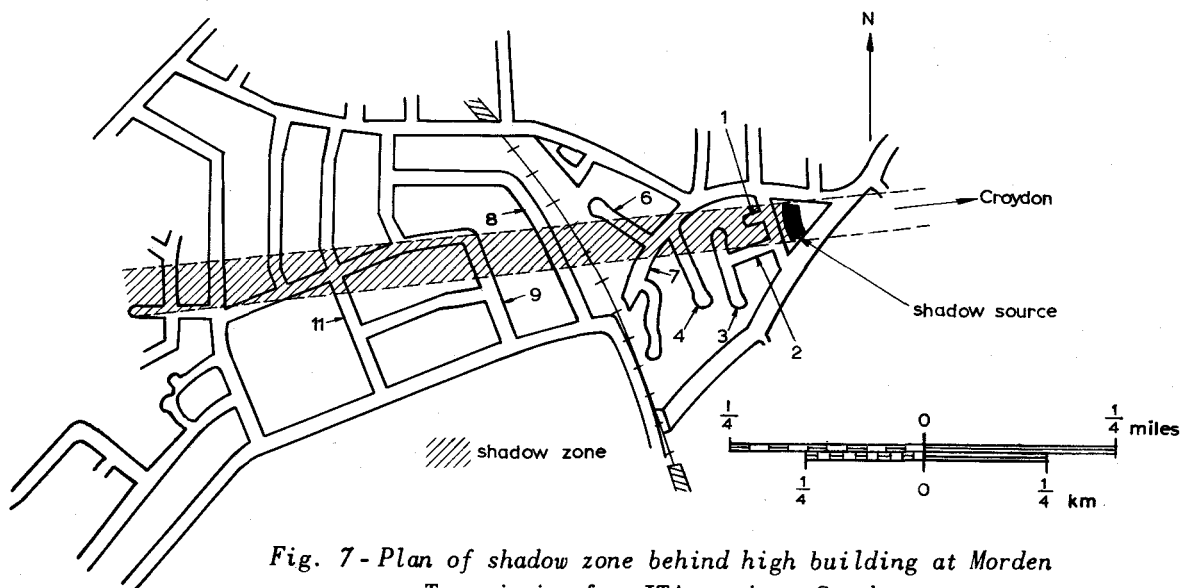 N
1
Croydon
6
8
7
shadow source
9
11
4
3
2
1/4 0 1/4 miles
shadow zone
1/4 0 1/4 km
Fig. 7 - Plan of shadow zone behind high building at Morden